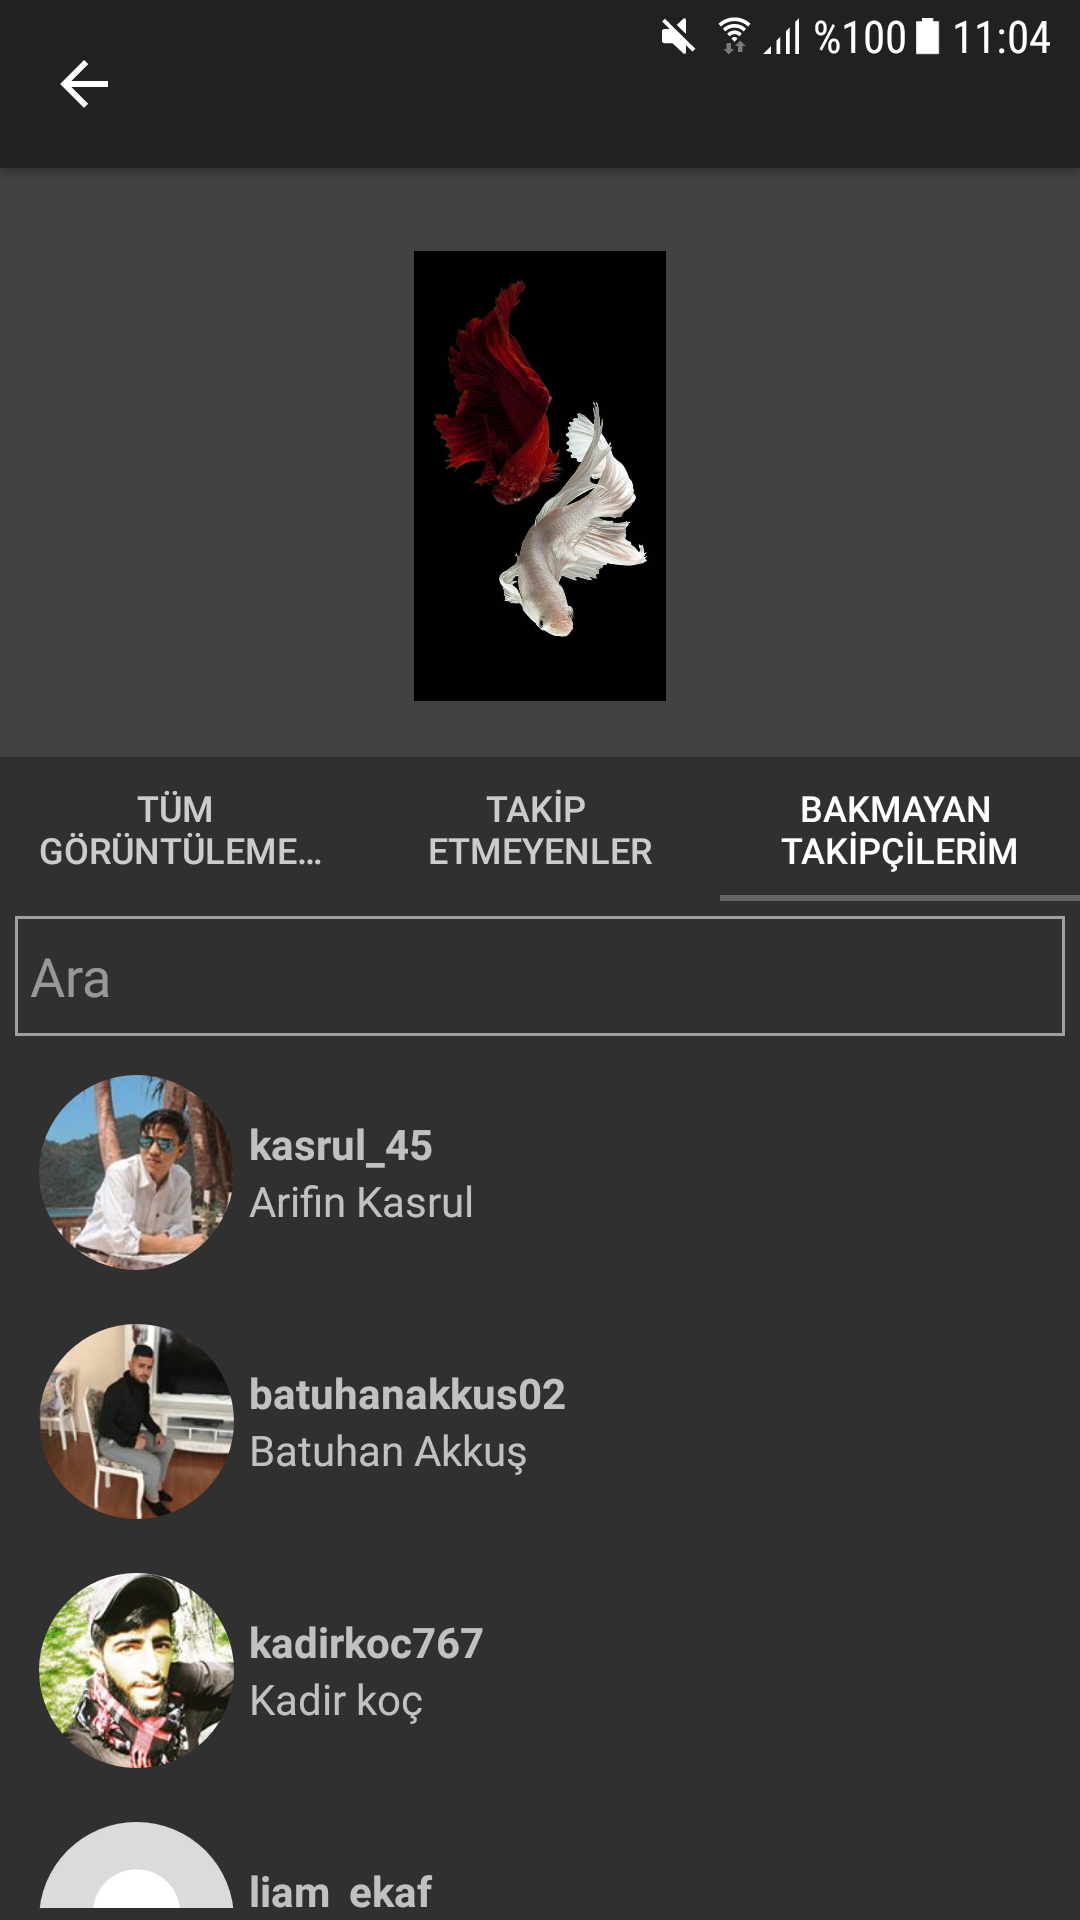 %100 11:04
TÜM
GÖRÜNTÜLEME...
TAKİP
ETMEYENLER
BAKMAYAN
TAKİPÇİLERİM
Ara
kasrul_45
Arifin Kasrul
batuhanakkus02
Batuhan Akkuş
kadirkoc767
Kadir koç
liam_ekaf